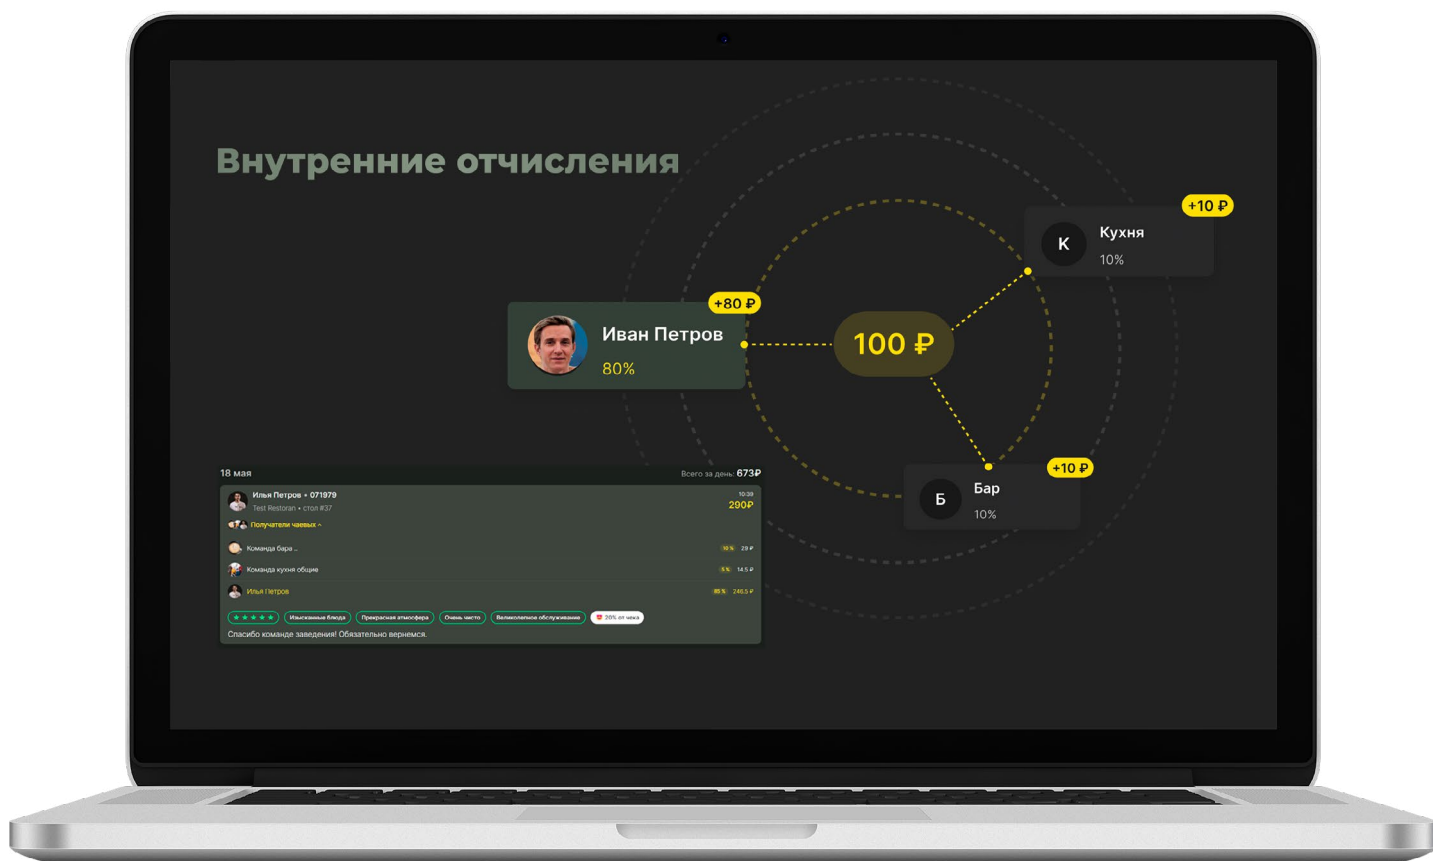 Внутренние отчисления
+10 ₽
К
Кухня
10%
+80 ₽
Иван Петров
80%
100 ₽
+10 ₽
Б
Бар
10%
18 мая
Всего за день: 673₽
Илья Петров • 071979
10:39
Test Restoran • стол #37
290₽
Получатели чаевых
Команда бара ..
10 % 29 ₽
Команда кухня общие
5 % 14.5 ₽
Илья Петров
85 % 246.5 ₽
★★★★★ Изысканные блюда Прекрасная атмосфера Очень чисто Великолепное обслуживание 20% от чека
Спасибо команде заведения! Обязательно вернемся.